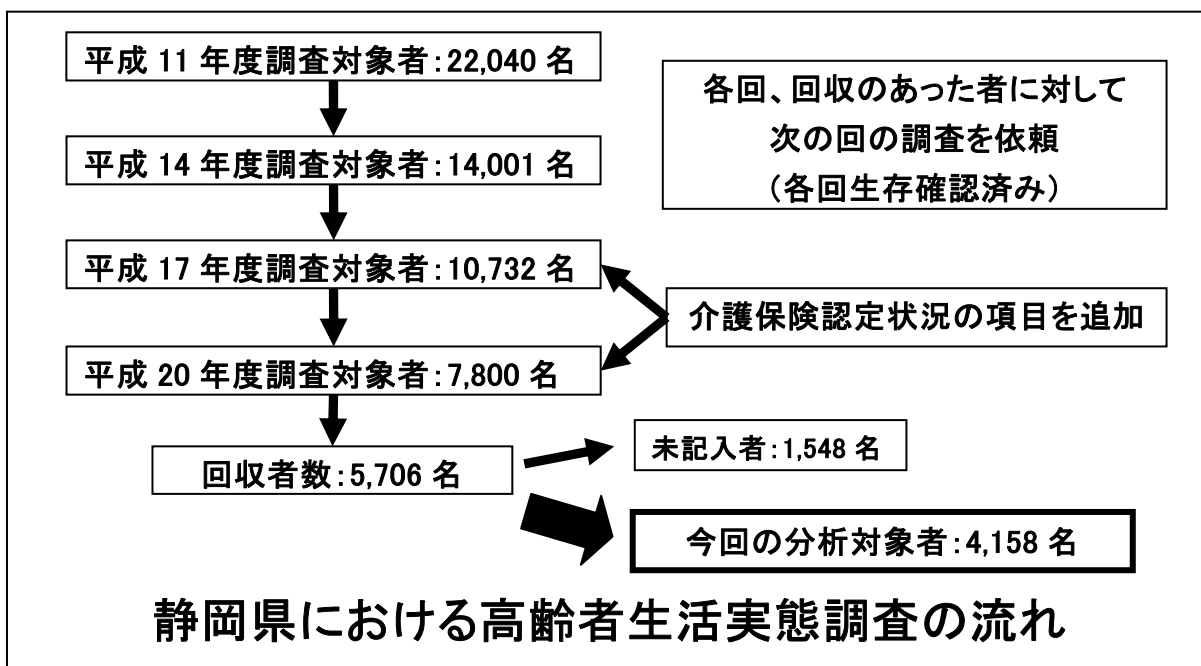 平成 11 年度調査対象者:22,040 名
各回、回収のあった者に対して
次の回の調査を依頼
(各回生存確認済み)
平成 14 年度調査対象者:14,001 名
平成 17 年度調査対象者:10,732 名
介護保険認定状況の項目を追加
平成 20 年度調査対象者:7,800 名
回収者数:5,706 名
未記入者:1,548 名
今回の分析対象者:4,158 名
静岡県における高齢者生活実態調査の流れ